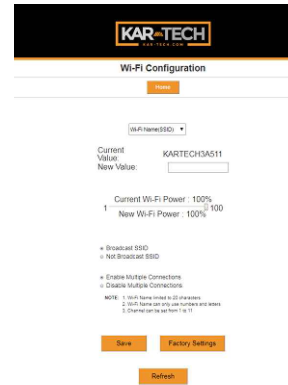 KAR-TECH
KAR-TECH.COM
Wi-Fi Configuration
Home
Wi-Fi Name(SSID)
Current Value: KARTECH3A511
New Value:
Current Wi-Fi Power : 100%
1 100
New Wi-Fi Power : 100%
Broadcast SSID
Not Broadcast SSID
Enable Multiple Connections
Disable Multiple Connections
NOTE: 1. Wi-Fi Name limited to 20 characters
2. Wi-Fi Name can only use numbers and letters
3. Channel can be set from 1 to 11
Save Factory Settings
Refresh